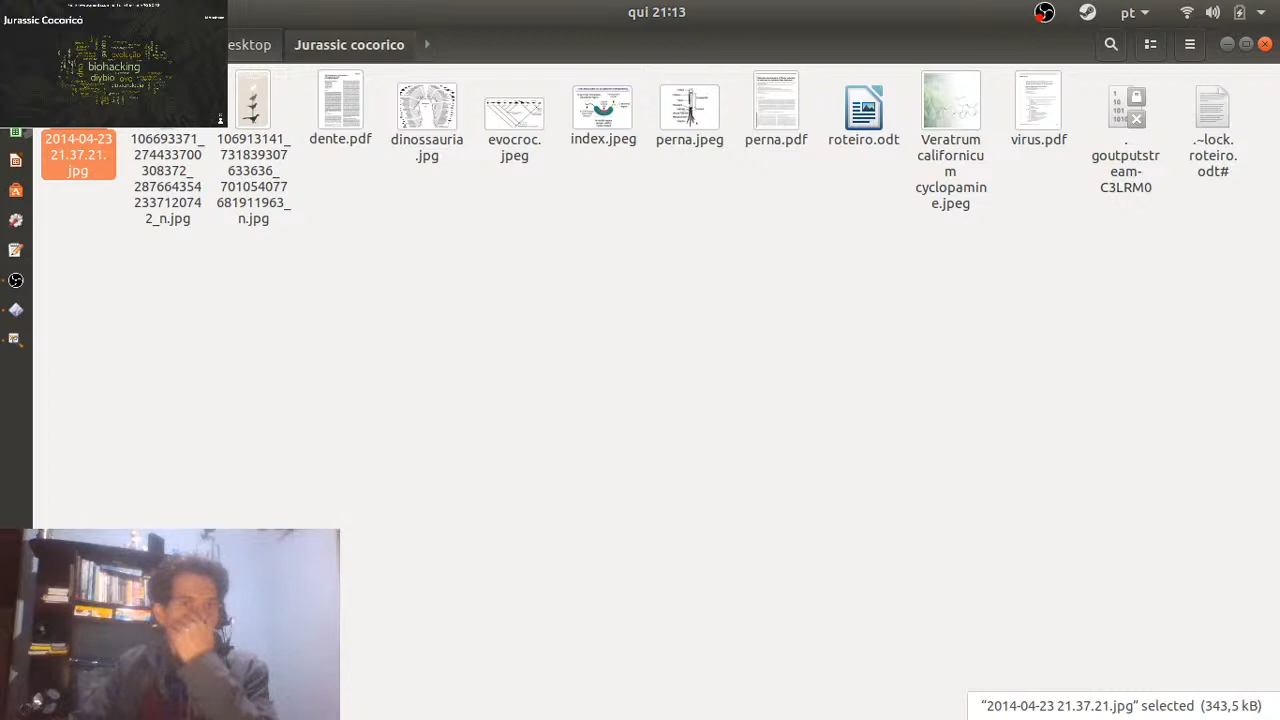 qui 21:13
pt
Jurassic Cocoricó
evolução
biohacking
diybio
esktop
Jurassic cocorico
2014-04-23
21.37.21.
jpg
106693371_
274433700
308372_
287664354
233712074
2_n.jpg
106913141_
731839307
633636_
701054077
681911963_
n.jpg
dente.pdf
dinossauria
.jpg
evocroc.
jpeg
index.jpeg
perna.jpeg
perna.pdf
roteiro.odt
Veratrum
californicu
m
cyclopamin
e.jpeg
virus.pdf
.
goutputstr
eam-
C3LRM0
.~lock.
roteiro.
odt#
“2014-04-23 21.37.21.jpg” selected (343,5 kB)